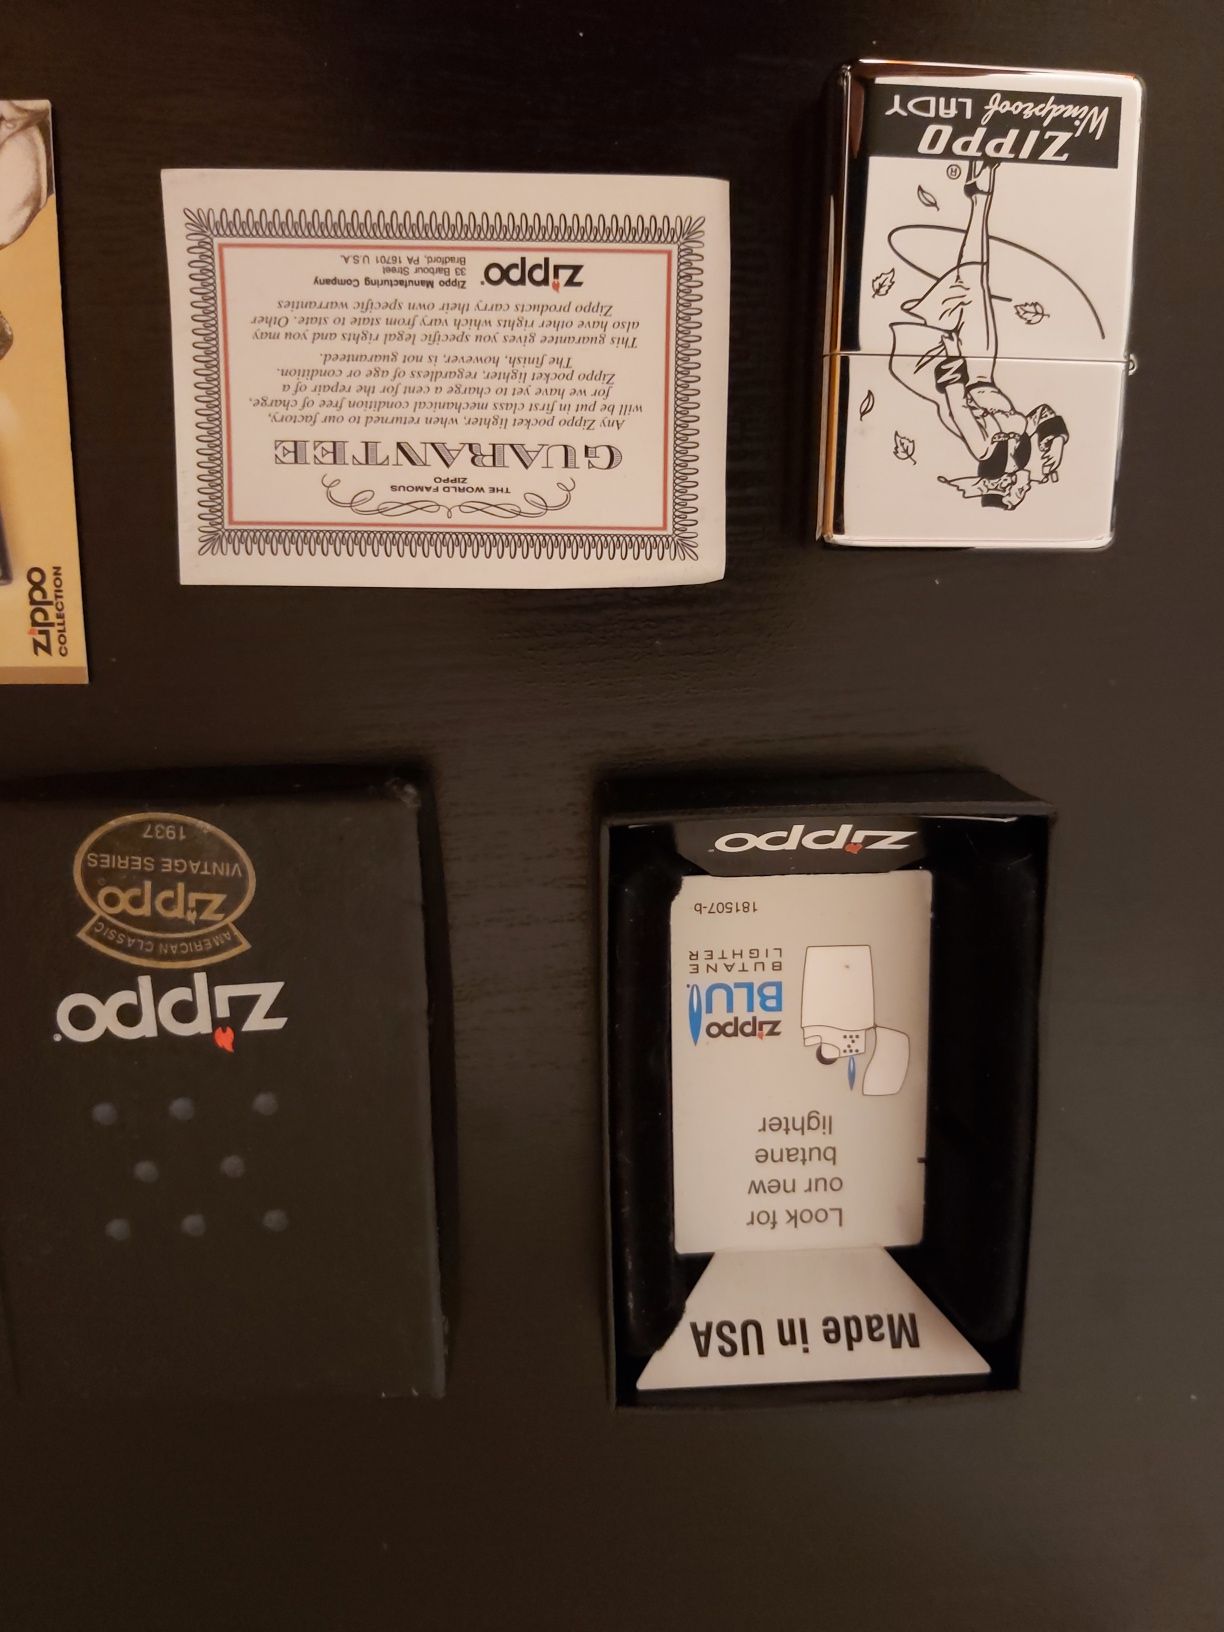 ZIPPO
COLLECTION
THE WORLD FAMOUS
ZIPPO
GUARANTEE
Any Zippo pocket lighter, when returned to our factory,
will be put in first class mechanical condition free of charge,
for we have yet to charge a cent for the repair of a
Zippo pocket lighter, regardless of age or condition.
The finish, however, is not guaranteed.
This guarantee gives you specific legal rights and you may
also have other rights which vary from state to state. Other
Zippo products carry their own specific warranties
Zippo®
Zippo Manufacturing Company
33 Barbour Street
Bradford, PA 16701 U.S.A.
®
ZIPPO
Windproof LADY
Zippo®
AMERICAN CLASSIC
Zippo
VINTAGE SERIES
1937
Made in USA
Look for
our new
butane
lighter
Zippo
BLU
BUTANE
LIGHTER
181507-b
Zippo®